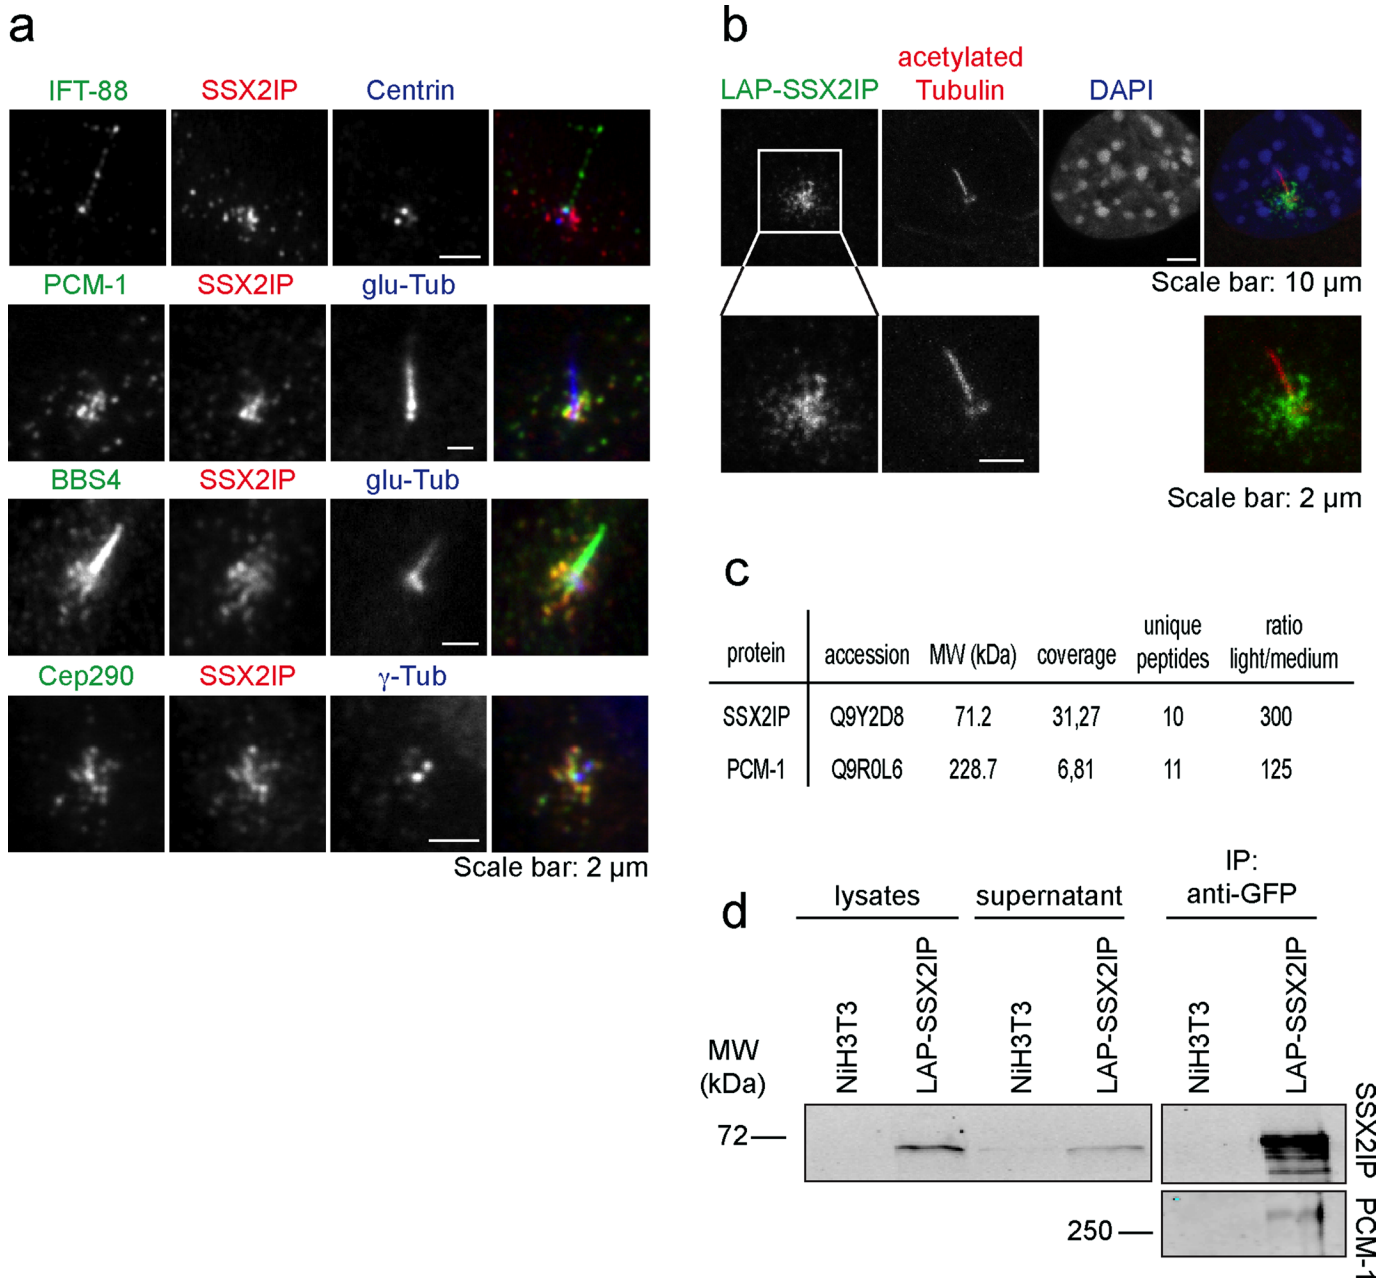 a
IFT-88 SSX2IP Centrin
PCM-1 SSX2IP glu-Tub
BBS4 SSX2IP glu-Tub
Cep290 SSX2IP γ-Tub
Scale bar: 2 µm
b
acetylated
LAP-SSX2IP Tubulin DAPI
Scale bar: 10 µm
Scale bar: 2 µm
c
unique ratio
protein accession MW (kDa) coverage peptides light/medium
SSX2IP Q9Y2D8 71.2 31,27 10 300
PCM-1 Q9R0L6 228.7 6,81 11 125
d
IP:
lysates supernatant anti-GFP
NiH3T3 LAP-SSX2IP NiH3T3 LAP-SSX2IP NiH3T3 LAP-SSX2IP
MW
(kDa)
72
SSX2IP
250
PCM-1